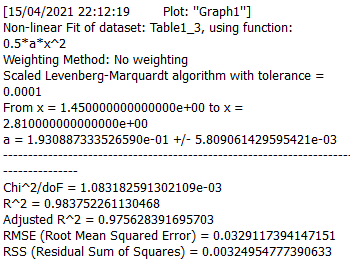 [15/04/2021 22:12:19 Plot: "Graph1"]
Non-linear Fit of dataset: Table1_3, using function:
0.5*a*x^2
Weighting Method: No weighting
Scaled Levenberg-Marquardt algorithm with tolerance =
0.0001
From x = 1.450000000000000e+00 to x =
2.810000000000000e+00
a = 1.930887333526590e-01 +/- 5.809061429595421e-03
--------------------------------------------------------------------------------------
---------------
Chi^2/doF = 1.083182591302109e-03
R^2 = 0.983752261130468
Adjusted R^2 = 0.975628391695703
RMSE (Root Mean Squared Error) = 0.0329117394147151
RSS (Residual Sum of Squares) = 0.00324954777390633